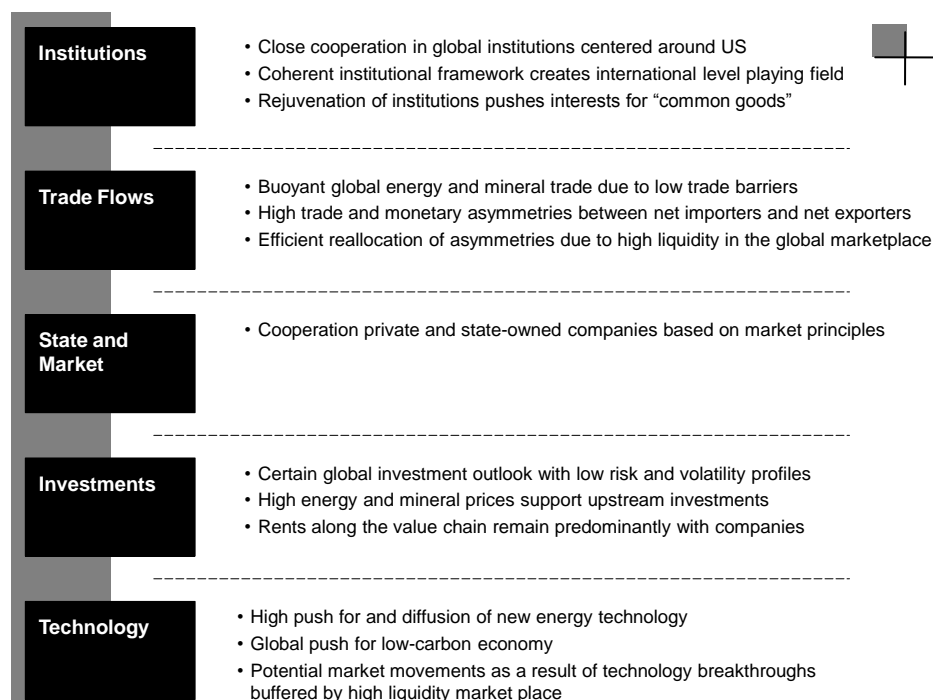 Institutions
• Close cooperation in global institutions centered around US
• Coherent institutional framework creates international level playing field
• Rejuvenation of institutions pushes interests for “common goods”
Trade Flows
• Buoyant global energy and mineral trade due to low trade barriers
• High trade and monetary asymmetries between net importers and net exporters
• Efficient reallocation of asymmetries due to high liquidity in the global marketplace
State and
Market
• Cooperation private and state-owned companies based on market principles
Investments
• Certain global investment outlook with low risk and volatility profiles
• High energy and mineral prices support upstream investments
• Rents along the value chain remain predominantly with companies
Technology
• High push for and diffusion of new energy technology
• Global push for low-carbon economy
• Potential market movements as a result of technology breakthroughs
buffered by high liquidity market place